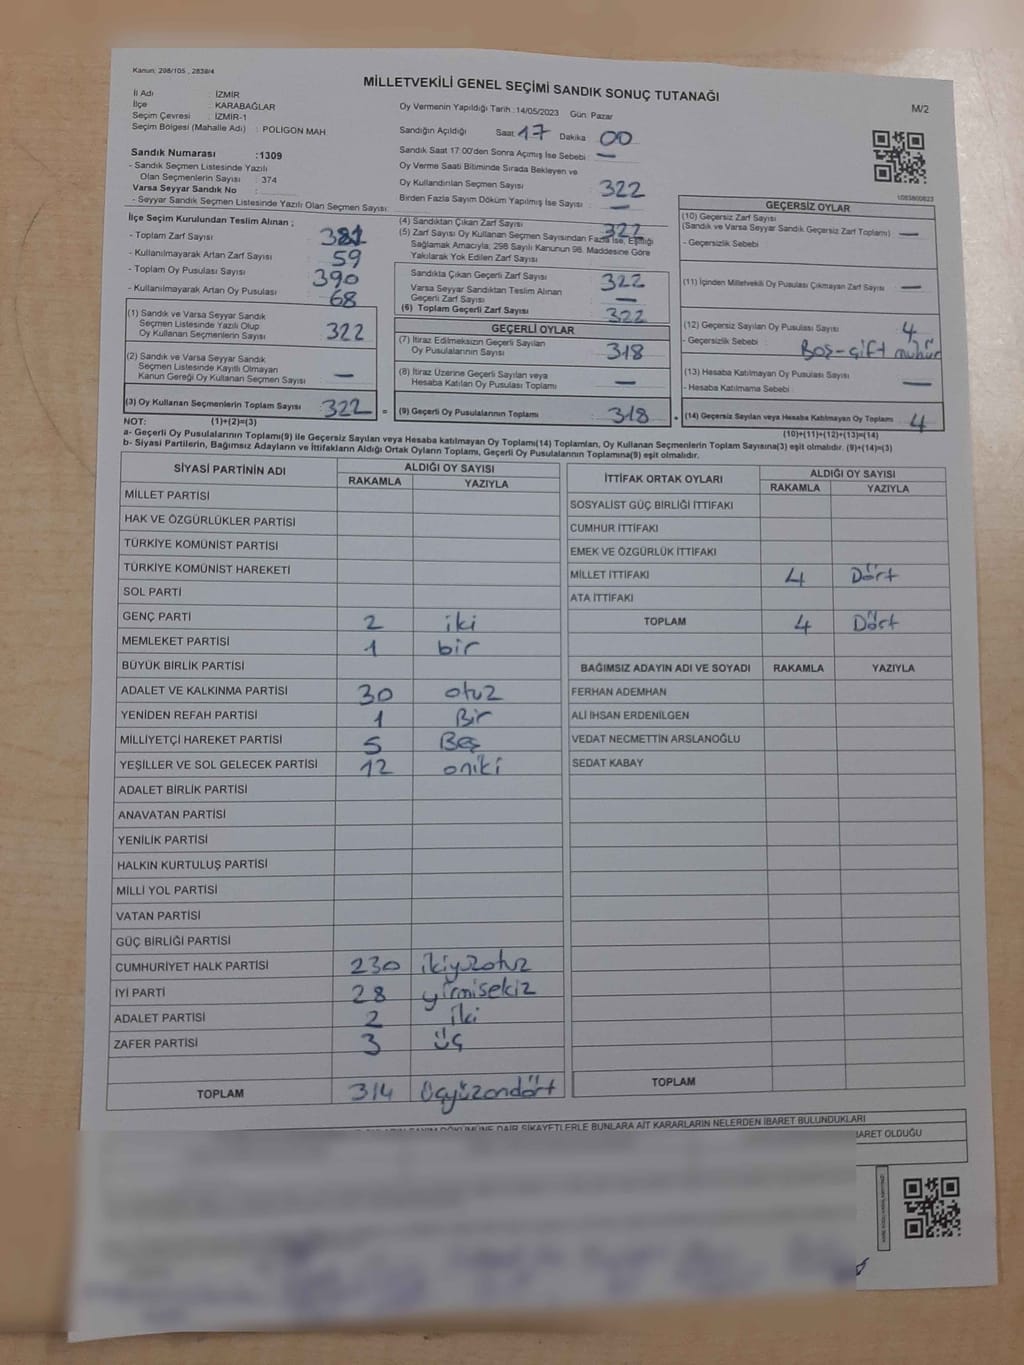 Kanun: 298/105 , 2839/4
MİLLETVEKİLİ GENEL SEÇİMİ SANDIK SONUÇ TUTANAĞI
M/2
İl Adı : İZMİR
İlçe : KARABAĞLAR
Seçim Çevresi : İZMİR-1
Seçim Bölgesi (Mahalle Adı) : POLİGON MAH
Sandık Numarası :1309
- Sandık Seçmen Listesinde Yazılı
Olan Seçmenlerin Sayısı : 374
Varsa Seyyar Sandık No :
- Seyyar Sandık Seçmen Listesinde Yazılı Olan Seçmen Sayısı:
Oy Vermenin Yapıldığı Tarih :14/05/2023 Gün: Pazar
Sandığın Açıldığı Saat 17 Dakika 00
Sandık Saat 17:00'den Sonra Açmış İse Sebebi : —
Oy Verme Saati Bitiminde Sırada Bekleyen ve
Oy Kullandırılan Seçmen Sayısı 322
Birden Fazla Sayım Döküm Yapılmış İse Sayısı : —
1083800823
İlçe Seçim Kurulundan Teslim Alınan ;
- Toplam Zarf Sayısı 381
- Kullanılmayarak Artan Zarf Sayısı 59
- Toplam Oy Pusulası Sayısı 390
- Kullanılmayarak Artan Oy Pusulası 68
(4) Sandıktan Çıkan Zarf Sayısı 322
(5) Zarf Sayısı Oy Kullanan Seçmen Sayısından Fazla İse, Eşitliği
Sağlamak Amacıyla, 298 Sayılı Kanunun 98. Maddesine Göre
Yakılarak Yok Edilen Zarf Sayısı
Sandıkta Çıkan Geçerli Zarf Sayısı 322
Varsa Seyyar Sandıktan Teslim Alınan
Geçerli Zarf Sayısı —
(6) Toplam Geçerli Zarf Sayısı 322
GEÇERSİZ OYLAR
(10) Geçersiz Zarf Sayısı
(Sandık ve Varsa Seyyar Sandık Geçersiz Zarf Toplamı) —
- Geçersizlik Sebebi
(11) İçinden Milletvekili Oy Pusulası Çıkmayan Zarf Sayısı —
(12) Geçersiz Sayılan Oy Pusulası Sayısı 4
- Geçersizlik Sebebi : Boş-çift mühür
(13) Hesaba Katılmayan Oy Pusulası Sayısı
- Hesaba Katılmama Sebebi : —
(14) Geçersiz Sayılan veya Hesaba Katılmayan Oy Toplamı 4
(10)+(11)+(12)+(13)=(14)
(1) Sandık ve Varsa Seyyar Sandık
Seçmen Listesinde Yazılı Olup
Oy Kullanan Seçmenlerin Sayısı 322
(2) Sandık ve Varsa Seyyar Sandık
Seçmen Listesinde Kayıtlı Olmayan
Kanun Gereği Oy Kullanan Seçmen Sayısı —
(3) Oy Kullanan Seçmenlerin Toplam Sayısı : 322 =
GEÇERLİ OYLAR
(7) İtiraz Edilmeksizin Geçerli Sayılan
Oy Pusulalarının Sayısı 318
(8) İtiraz Üzerine Geçerli Sayılan veya
Hesaba Katılan Oy Pusulası Toplamı —
(9) Geçerli Oy Pusulalarının Toplamı : 318 +
NOT: (1)+(2)=(3)
a- Geçerli Oy Pusulalarının Toplamı(9) ile Geçersiz Sayılan veya Hesaba katılmayan Oy Toplamı(14) Toplamları, Oy Kullanan Seçmenlerin Toplam Sayısına(3) eşit olmalıdır. (9)+(14)=(3)
b- Siyasi Partilerin, Bağımsız Adayların ve İttifakların Aldığı Ortak Oyların Toplamı, Geçerli Oy Pusulalarının Toplamına(9) eşit olmalıdır.
SİYASİ PARTİNİN ADI ALDIĞI OY SAYISI
RAKAMLA YAZIYLA
MİLLET PARTİSİ
HAK VE ÖZGÜRLÜKLER PARTİSİ
TÜRKİYE KOMÜNİST PARTİSİ
TÜRKİYE KOMÜNİST HAREKETİ
SOL PARTİ
GENÇ PARTİ 2 iki
MEMLEKET PARTİSİ 1 bir
BÜYÜK BİRLİK PARTİSİ
ADALET VE KALKINMA PARTİSİ 30 otuz
YENİDEN REFAH PARTİSİ 1 Bir
MİLLİYETÇİ HAREKET PARTİSİ 5 Beş
YEŞİLLER VE SOL GELECEK PARTİSİ 12 oniki
ADALET BİRLİK PARTİSİ
ANAVATAN PARTİSİ
YENİLİK PARTİSİ
HALKIN KURTULUŞ PARTİSİ
MİLLİ YOL PARTİSİ
VATAN PARTİSİ
GÜÇ BİRLİĞİ PARTİSİ
CUMHURİYET HALK PARTİSİ 230 ikiyüzotuz
İYİ PARTİ 28 yirmisekiz
ADALET PARTİSİ 2 iki
ZAFER PARTİSİ 3 üç
TOPLAM 314 üçyüzondört
İTTİFAK ORTAK OYLARI ALDIĞI OY SAYISI
RAKAMLA YAZIYLA
SOSYALİST GÜÇ BİRLİĞİ İTTİFAKI
CUMHUR İTTİFAKI
EMEK VE ÖZGÜRLÜK İTTİFAKI
MİLLET İTTİFAKI 4 Dört
ATA İTTİFAKI
TOPLAM 4 Dört
BAĞIMSIZ ADAYIN ADI VE SOYADI RAKAMLA YAZIYLA
FERHAN ADEMHAN
ALİ İHSAN ERDENİLGEN
VEDAT NECMETTİN ARSLANOĞLU
SEDAT KABAY
TOPLAM
DÖKÜMÜNE DAİR ŞİKAYETLERLE BUNLARA AİT KARARLARIN NELERDEN İBARET BULUNDUKLARI
İBARET OLDUĞU